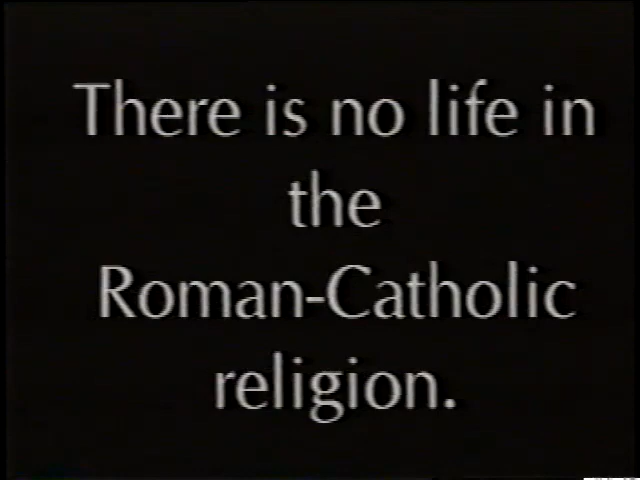 There is no life in
the
Roman-Catholic
religion.